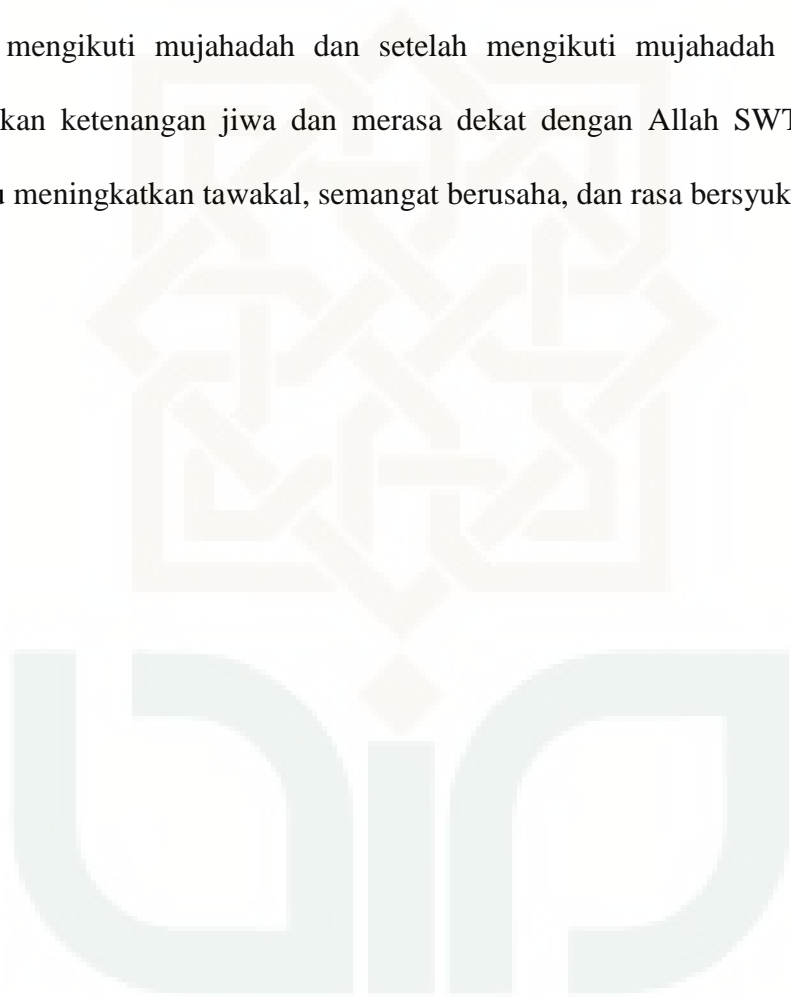 mengikuti mujahadah dan setelah mengikuti mujahadah
kan ketenangan jiwa dan merasa dekat dengan Allah SWT
u meningkatkan tawakal, semangat berusaha, dan rasa bersyuk